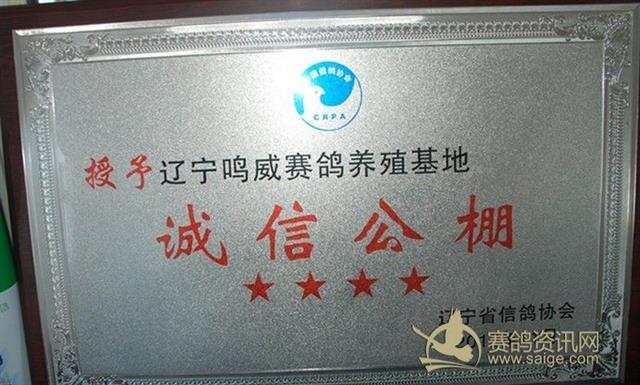 信鸽协会
CRPA
授予辽宁鸣威赛鸽养殖基地
诚信公棚
★★★★
辽宁省信鸽协会
赛鸽资讯网
www.saige.com